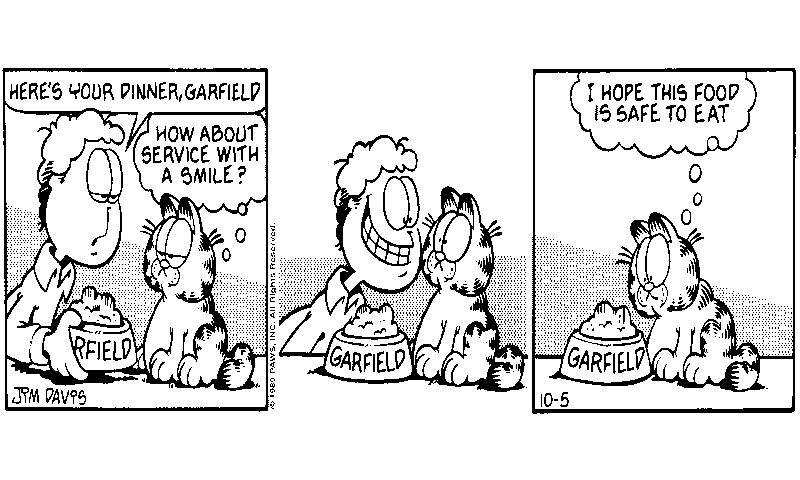 HERE'S YOUR DINNER, GARFIELD
HOW ABOUT
SERVICE WITH
A SMILE?
RFIELD
JIM DAVIS
© 1989 PAWS, INC. All Rights Reserved.
GARFIELD
I HOPE THIS FOOD
IS SAFE TO EAT
GARFIELD
10-5